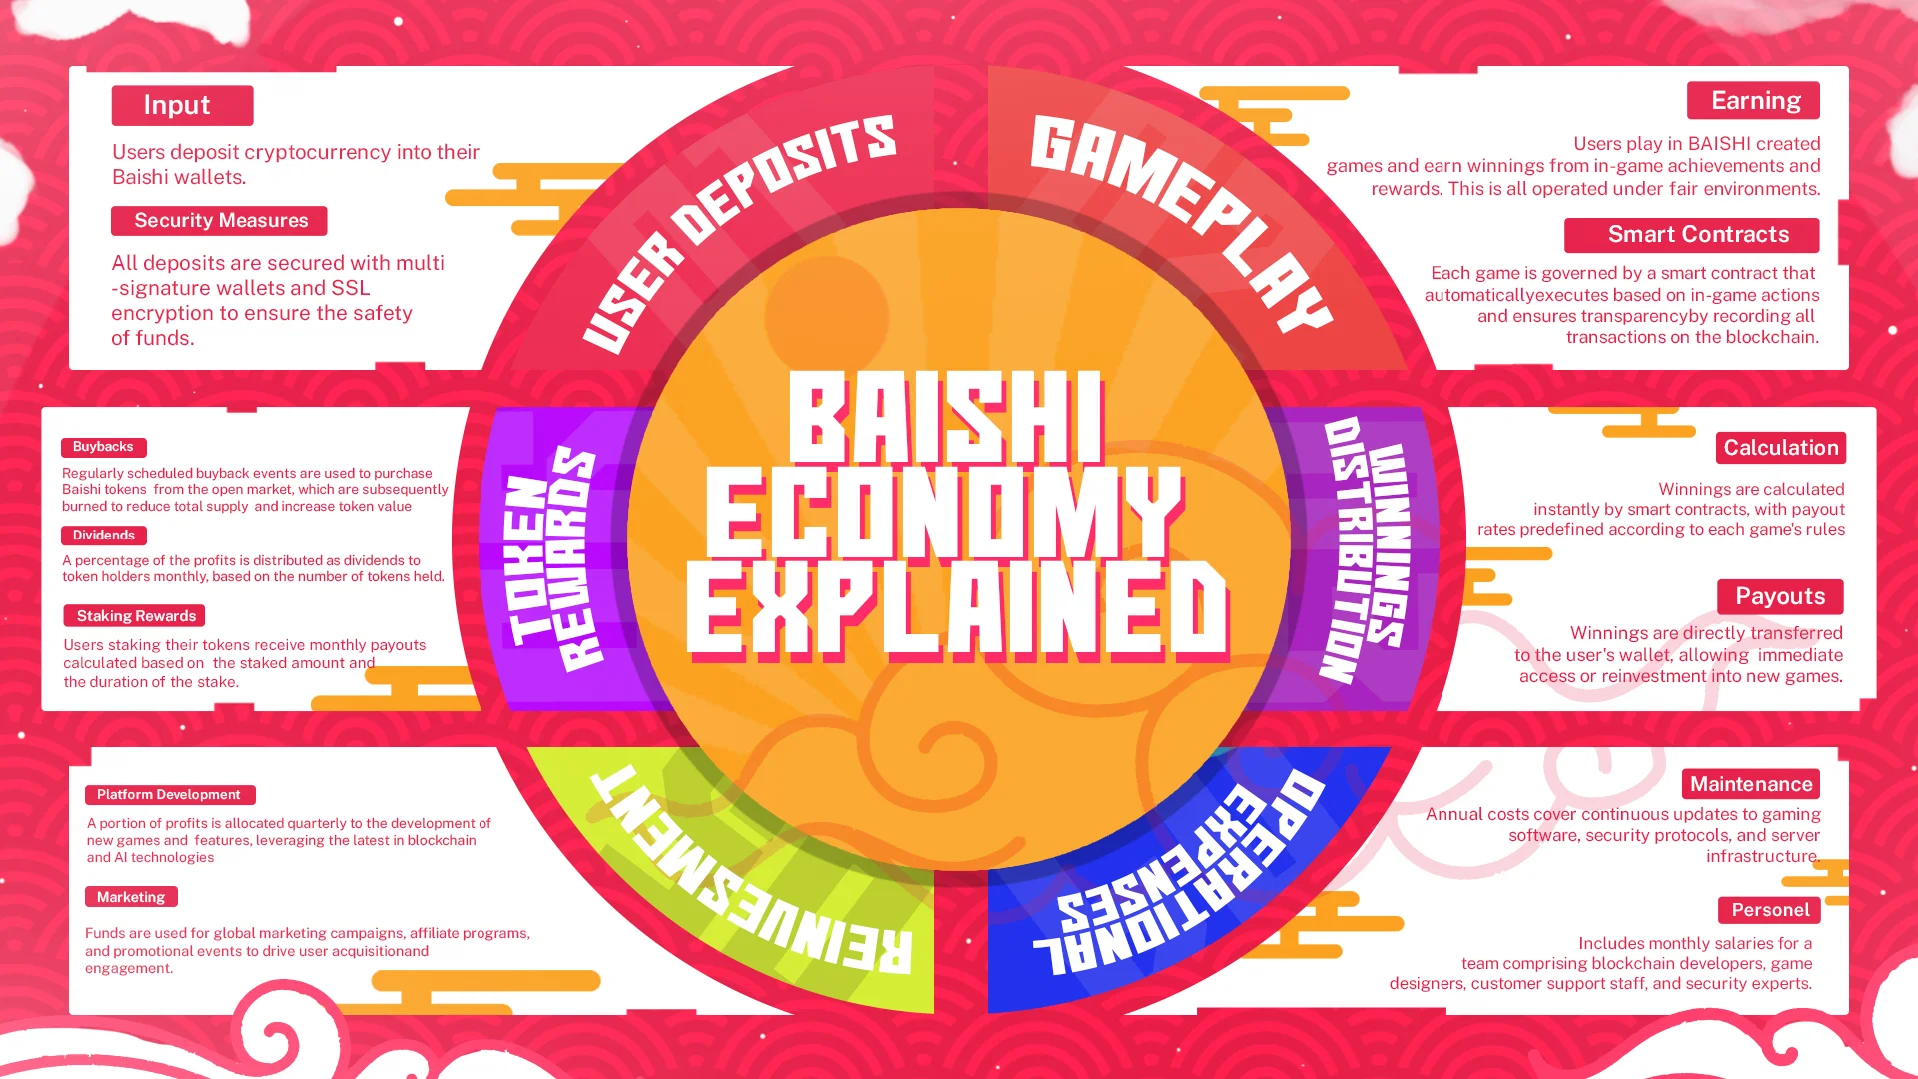 BAISHI
ECONOMY
EXPLAINED
USER DEPOSITS
Input
Users deposit cryptocurrency into their
Baishi wallets.
Security Measures
All deposits are secured with multi
-signature wallets and SSL
encryption to ensure the safety
of funds.
GAMEPLAY
Earning
Users play in BAISHI created
games and earn winnings from in-game achievements and
rewards. This is all operated under fair environments.
Smart Contracts
Each game is governed by a smart contract that
automaticallyexecutes based on in-game actions
and ensures transparencyby recording all
transactions on the blockchain.
WINNINGS
DISTRIBUTION
Calculation
Winnings are calculated
instantly by smart contracts, with payout
rates predefined according to each game's rules
Payouts
Winnings are directly transferred
to the user's wallet, allowing immediate
access or reinvestment into new games.
OPERATIONAL
EXPENSES
Maintenance
Annual costs cover continuous updates to gaming
software, security protocols, and server
infrastructure.
Personel
Includes monthly salaries for a
team comprising blockchain developers, game
designers, customer support staff, and security experts.
REINVESMENT
Platform Development
A portion of profits is allocated quarterly to the development of
new games and features, leveraging the latest in blockchain
and AI technologies
Marketing
Funds are used for global marketing campaigns, affiliate programs,
and promotional events to drive user acquisitionand
engagement.
TOKEN
REWARDS
Buybacks
Regularly scheduled buyback events are used to purchase
Baishi tokens from the open market, which are subsequently
burned to reduce total supply and increase token value
Dividends
A percentage of the profits is distributed as dividends to
token holders monthly, based on the number of tokens held.
Staking Rewards
Users staking their tokens receive monthly payouts
calculated based on the staked amount and
the duration of the stake.